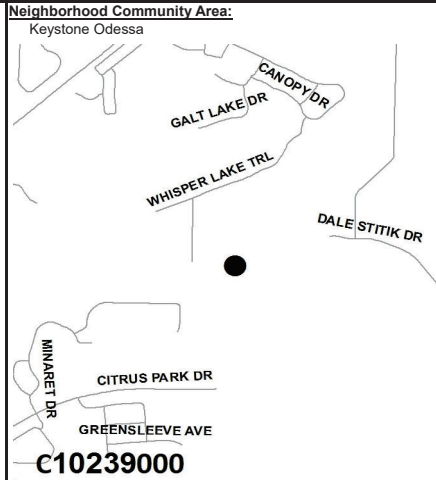 Neighborhood Community Area:
Keystone Odessa
CANOPY DR
GALT LAKE DR
WHISPER LAKE TRL
DALE STITIK DR
MINARET DR
CITRUS PARK DR
GREENSLEEVE AVE
C10239000